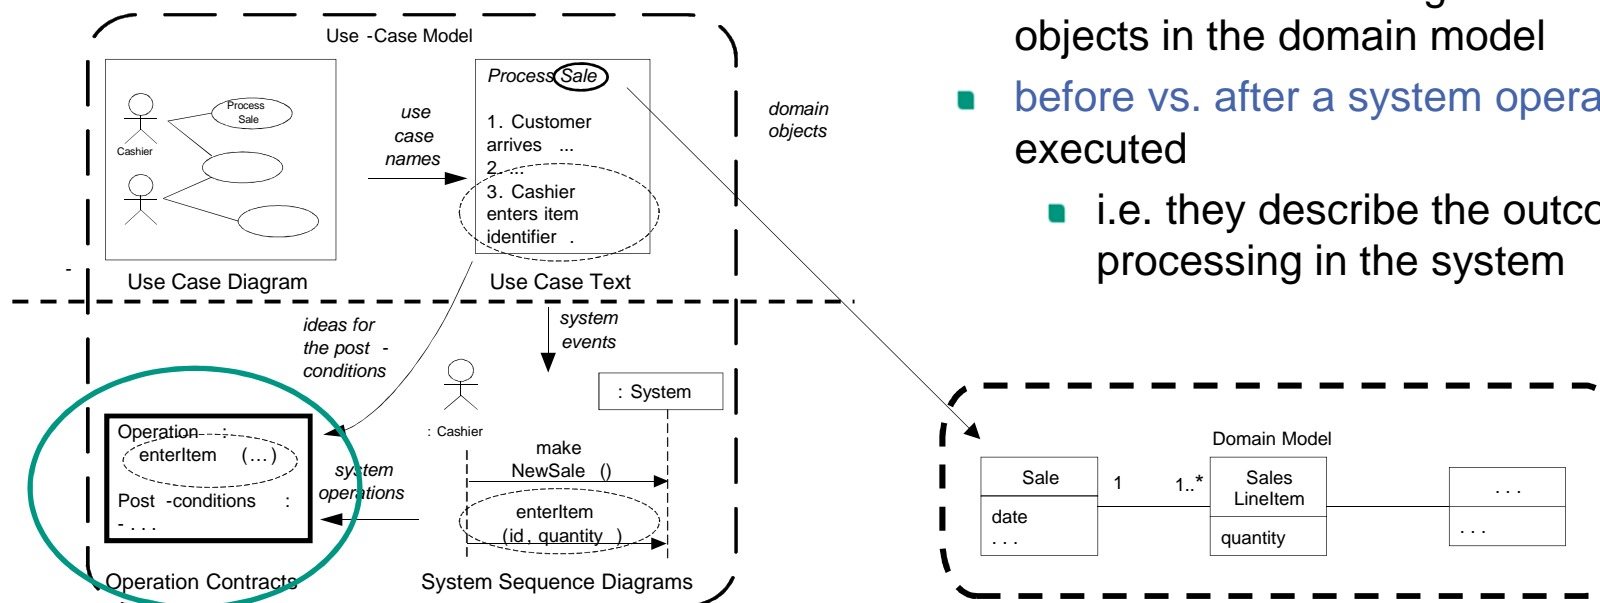 Use -Case Model
Process
Sale
Cashier
Use Case Diagram
use
case
names
Process Sale
1. Customer
arrives ...
2. ...
3. Cashier
enters item
identifier .
Use Case Text
domain
objects
ideas for
the post -
conditions
system
events
Operation :
enterItem (...)
Post -conditions :
- . . .
Operation Contracts
system
operations
: Cashier
: System
make
NewSale ()
enterItem
(id, quantity )
System Sequence Diagrams
objects in the domain model
before vs. after a system opera
executed
i.e. they describe the outco
processing in the system
Domain Model
Sale
date
. . .
1
1..*
Sales
LineItem
quantity
. . .
. . .